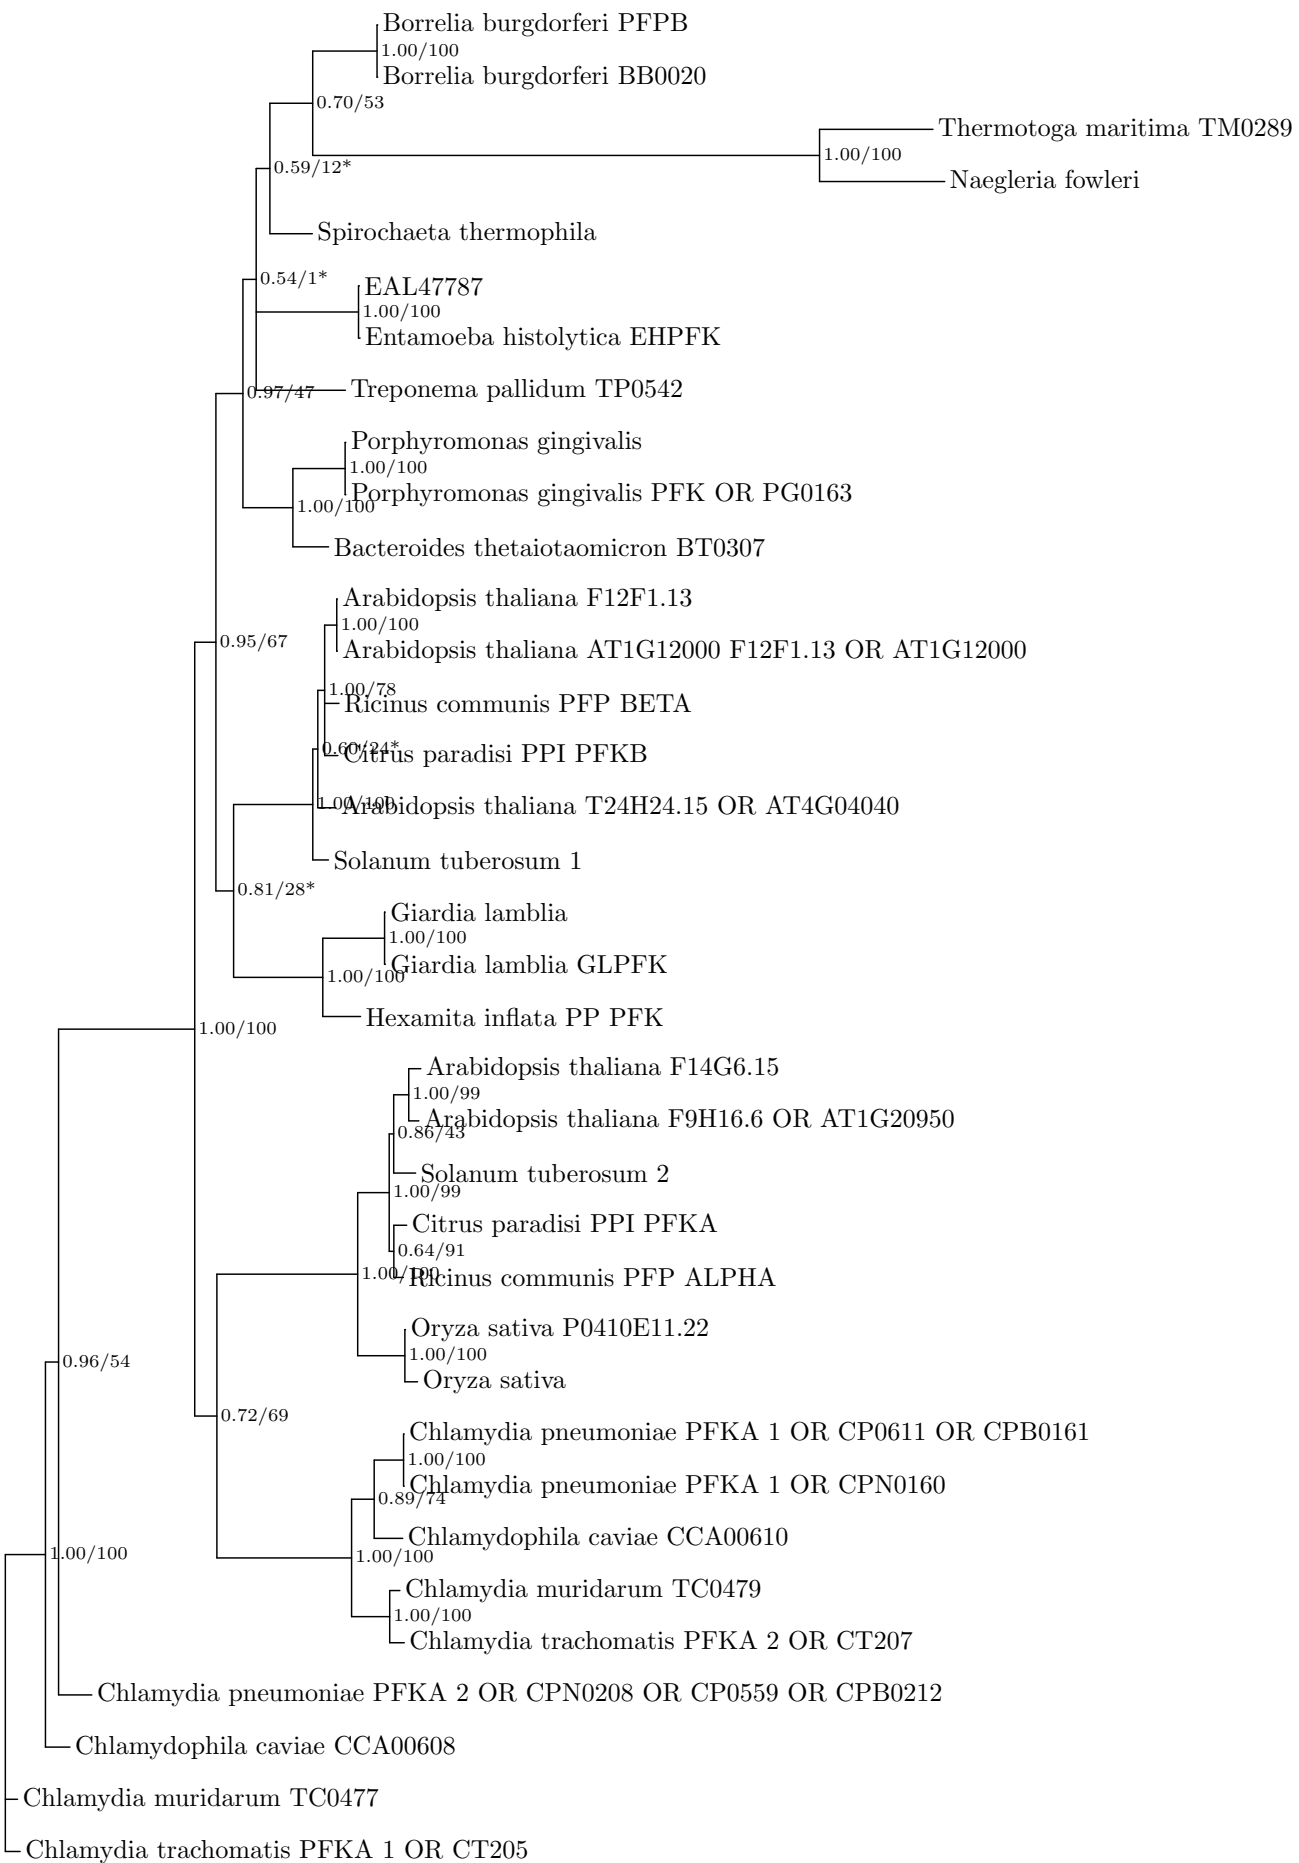 Borrelia burgdorferi PFPB
1.00/100
Borrelia burgdorferi BB0020
0.70/53
Thermotoga maritima TM0289
1.00/100
0.59/12*
Naegleria fowleri
Spirochaeta thermophila
0.54/1*
EAL47787
1.00/100
Entamoeba histolytica EHPFK
0.97/47
Treponema pallidum TP0542
Porphyromonas gingivalis
1.00/100
Porphyromonas gingivalis PFK OR PG0163
1.00/100
Bacteroides thetaiotaomicron BT0307
Arabidopsis thaliana F12F1.13
1.00/100
0.95/67
Arabidopsis thaliana AT1G12000 F12F1.13 OR AT1G12000
1.00/78
Ricinus communis PFP BETA
0.60/24*
Citrus paradisi PPI PFKB
1.00/100
Arabidopsis thaliana T24H24.15 OR AT4G04040
Solanum tuberosum 1
0.81/28*
Giardia lamblia
1.00/100
Giardia lamblia GLPFK
1.00/100
Hexamita inflata PP PFK
1.00/100
Arabidopsis thaliana F14G6.15
1.00/99
Arabidopsis thaliana F9H16.6 OR AT1G20950
0.86/43
Solanum tuberosum 2
1.00/99
Citrus paradisi PPI PFKA
0.64/91
1.00/100
Ricinus communis PFP ALPHA
Oryza sativa P0410E11.22
1.00/100
0.96/54
Oryza sativa
0.72/69
Chlamydia pneumoniae PFKA 1 OR CP0611 OR CPB0161
1.00/100
Chlamydia pneumoniae PFKA 1 OR CPN0160
0.89/74
Chlamydophila caviae CCA00610
1.00/100
1.00/100
Chlamydia muridarum TC0479
1.00/100
Chlamydia trachomatis PFKA 2 OR CT207
Chlamydia pneumoniae PFKA 2 OR CPN0208 OR CP0559 OR CPB0212
Chlamydophila caviae CCA00608
Chlamydia muridarum TC0477
Chlamydia trachomatis PFKA 1 OR CT205